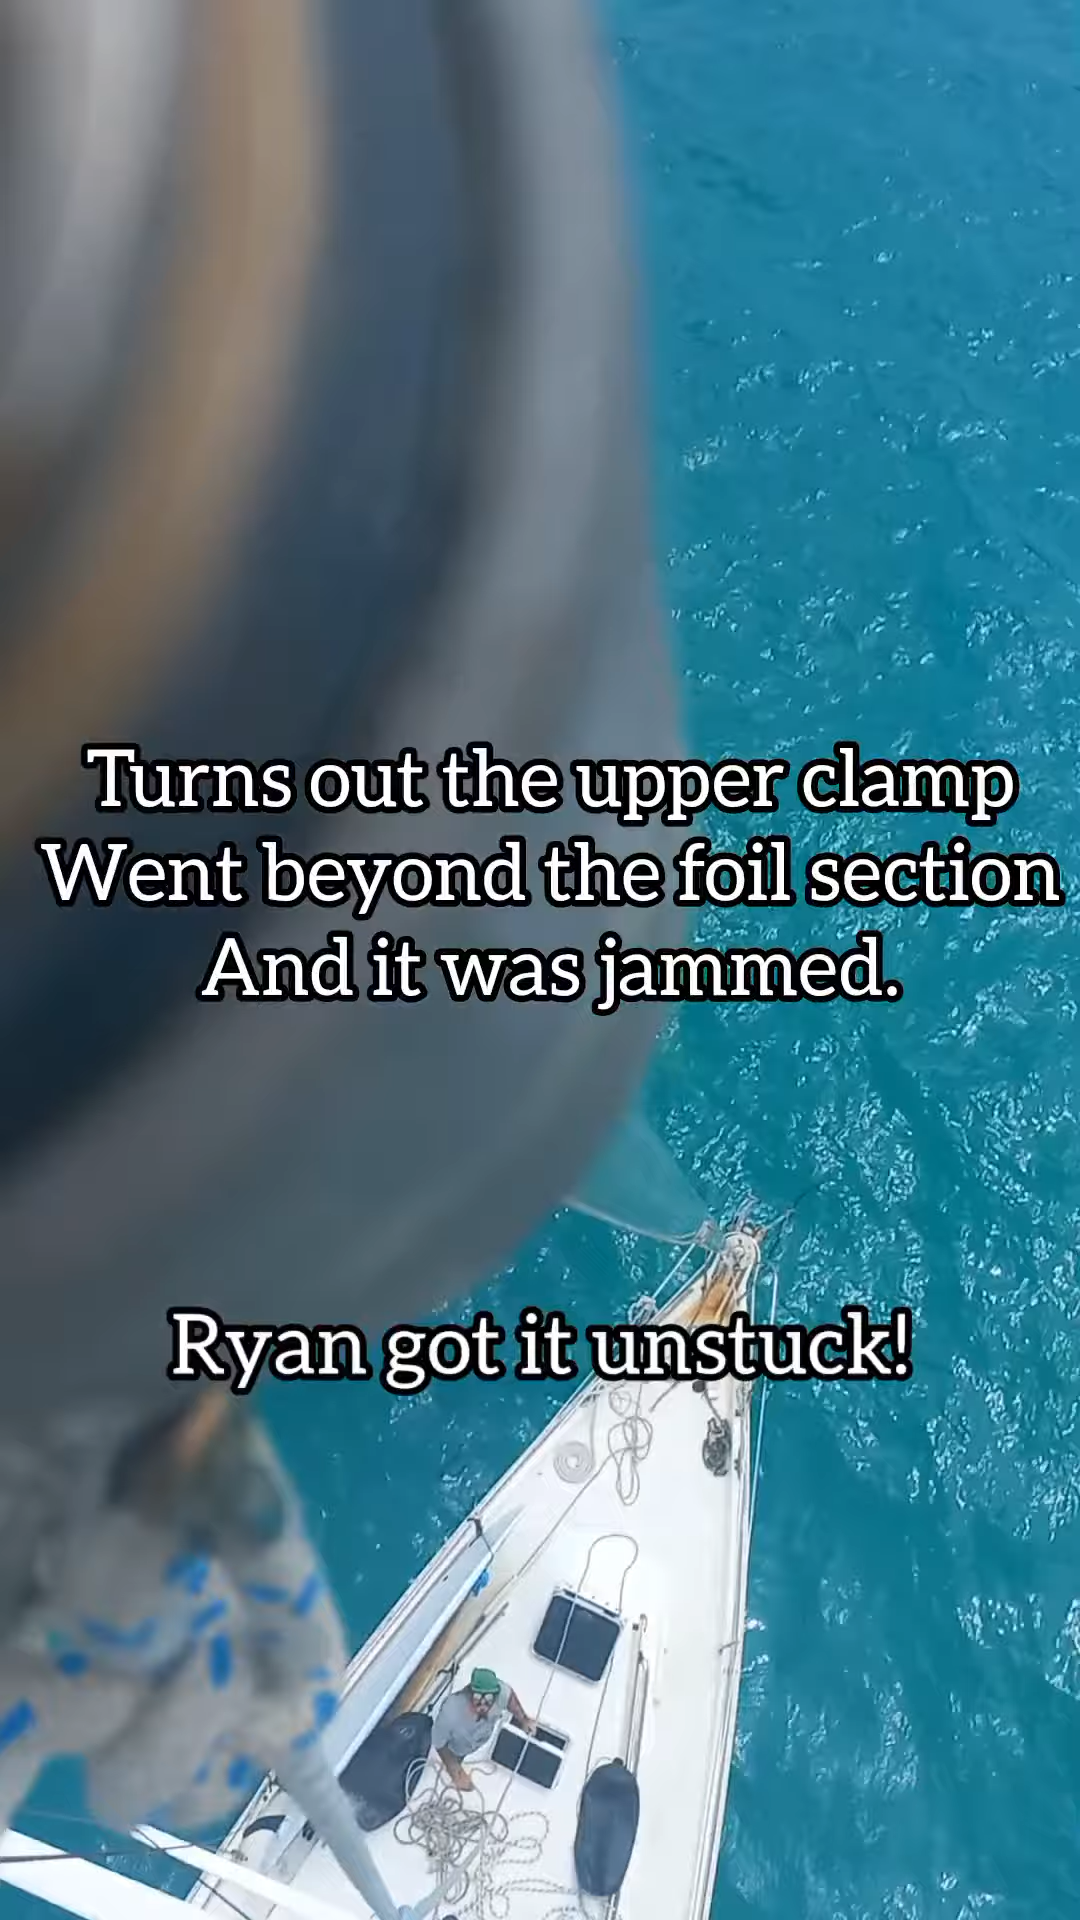 Turns out the upper clamp
Went beyond the foil section
And it was jammed.
Ryan got it unstuck!